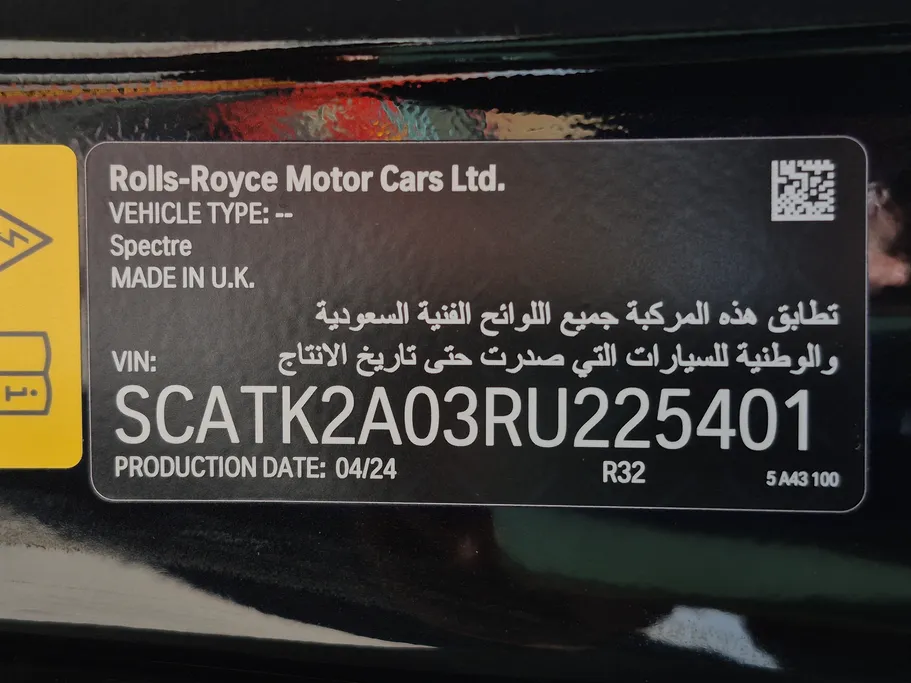 Rolls-Royce Motor Cars Ltd.
VEHICLE TYPE: --
Spectre
MADE IN U.K.
تطابق هذه المركبة جميع اللوائح الفنية السعودية
والوطنية للسيارات التي صدرت حتى تاريخ الانتاج
VIN:
SCATK2A03RU225401
PRODUCTION DATE: 04/24
R32
5 A43 100